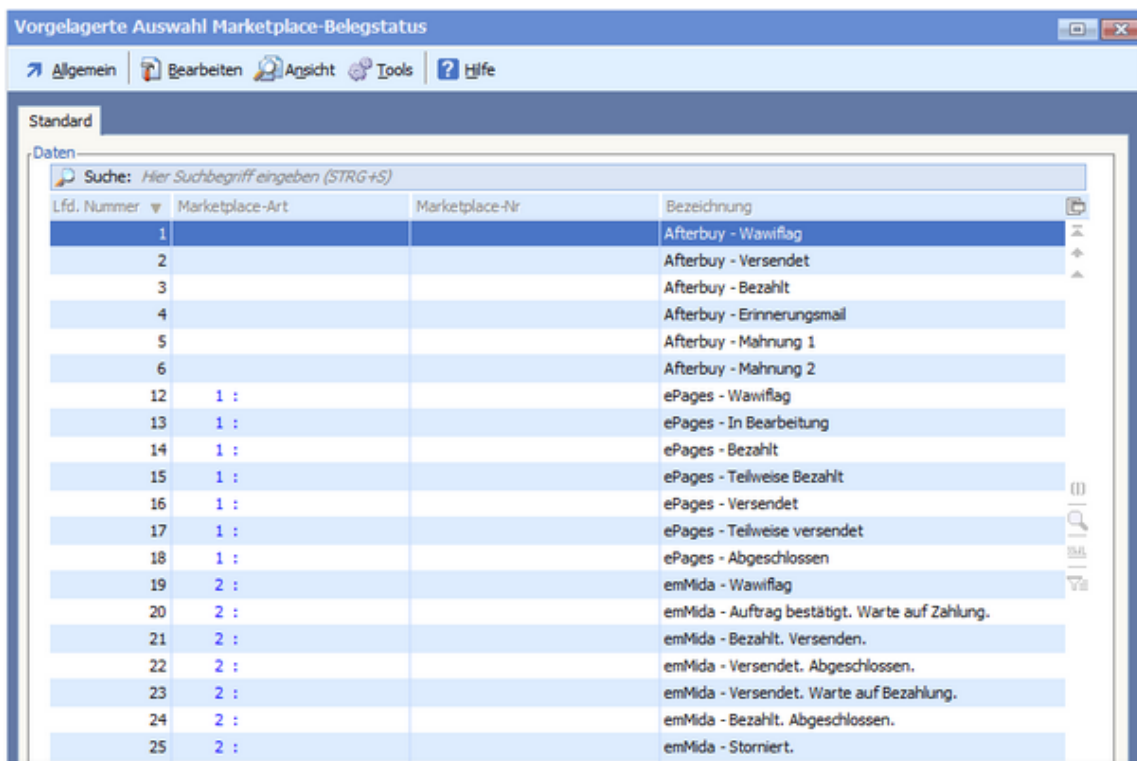 Vorgelagerte Auswahl Marketplace-Belegstatus
Allgemein Bearbeiten Ansicht Tools Hilfe
Standard
Daten
Suche: Hier Suchbegriff eingeben (STRG+S)
Lfd. Nummer Marketplace-Art Marketplace-Nr Bezeichnung
1 Afterbuy - Wawiflag
2 Afterbuy - Versendet
3 Afterbuy - Bezahlt
4 Afterbuy - Erinnerungsmail
5 Afterbuy - Mahnung 1
6 Afterbuy - Mahnung 2
12 1 : ePages - Wawiflag
13 1 : ePages - In Bearbeitung
14 1 : ePages - Bezahlt
15 1 : ePages - Teilweise Bezahlt
16 1 : ePages - Versendet
17 1 : ePages - Teilweise versendet
18 1 : ePages - Abgeschlossen
19 2 : emMida - Wawiflag
20 2 : emMida - Auftrag bestätigt. Warte auf Zahlung.
21 2 : emMida - Bezahlt. Versenden.
22 2 : emMida - Versendet. Abgeschlossen.
23 2 : emMida - Versendet. Warte auf Bezahlung.
24 2 : emMida - Bezahlt. Abgeschlossen.
25 2 : emMida - Storniert.